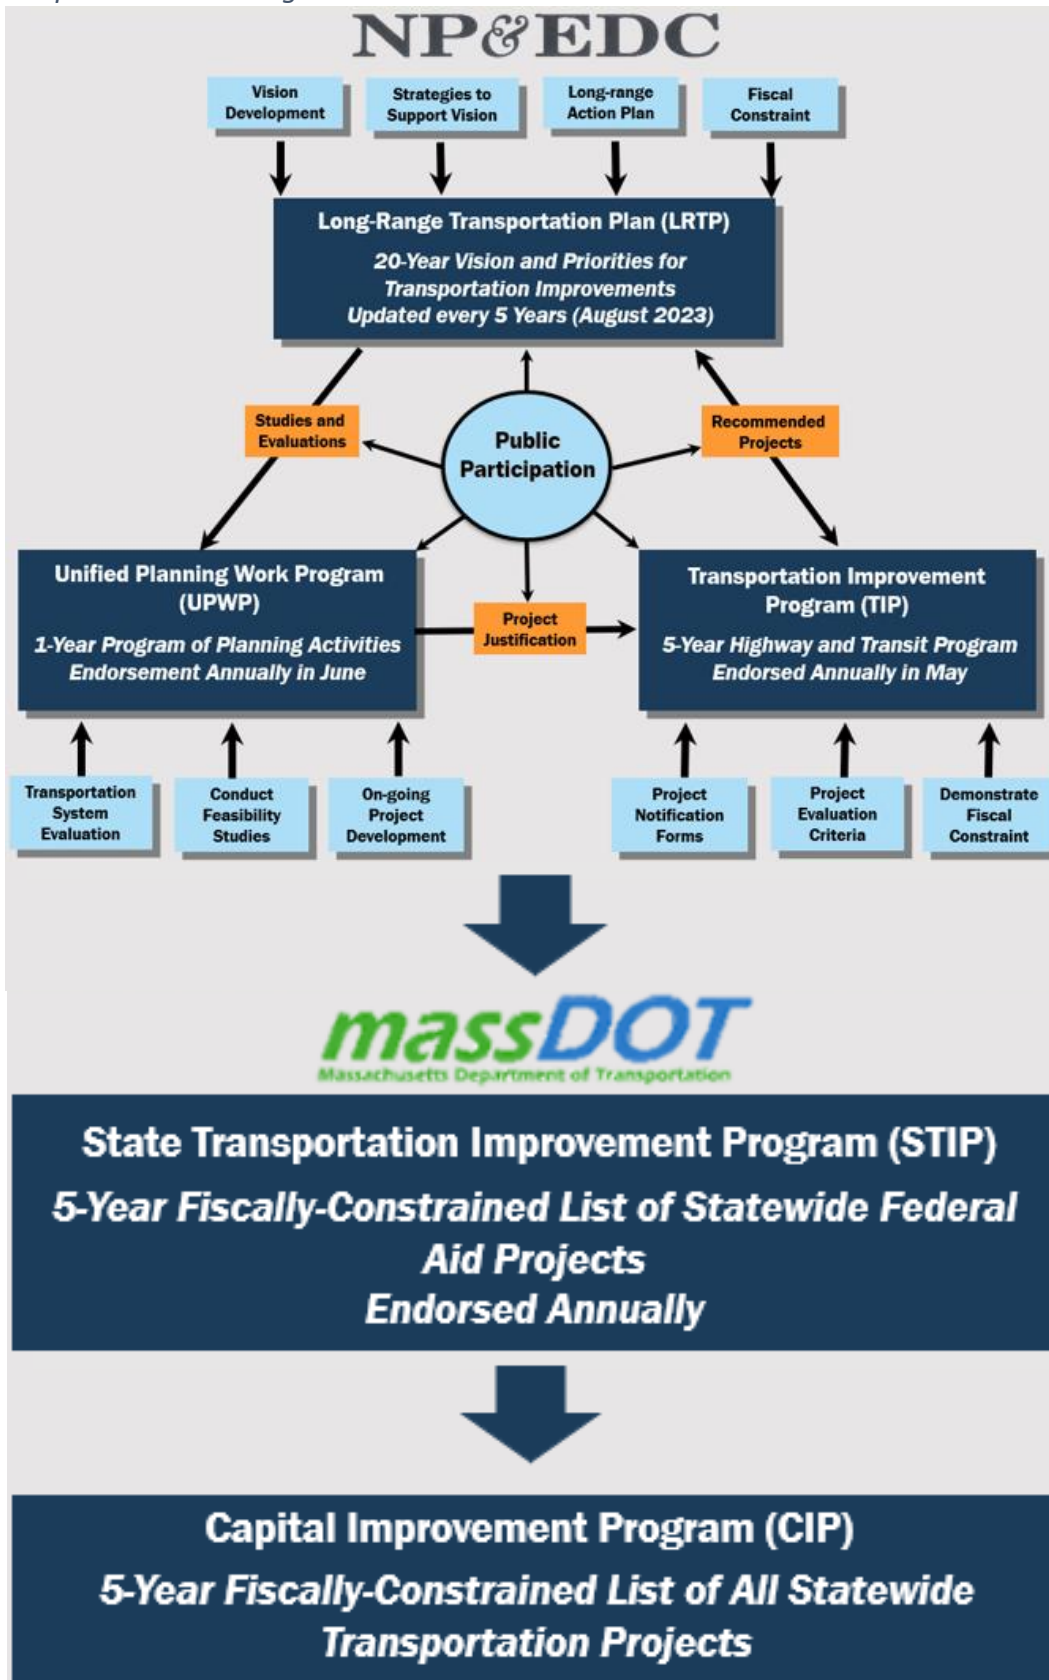 NP&EDC
Vision
Development
Strategies to
Support Vision
Long-range
Action Plan
Fiscal
Constraint
Long-Range Transportation Plan (LRTP)
20-Year Vision and Priorities for
Transportation Improvements
Updated every 5 Years (August 2023)
Studies and
Evaluations
Public
Participation
Recommended
Projects
Unified Planning Work Program
(UPWP)
1-Year Program of Planning Activities
Endorsement Annually in June
Project
Justification
Transportation Improvement
Program (TIP)
5-Year Highway and Transit Program
Endorsed Annually in May
Transportation
System
Evaluation
Conduct
Feasibility
Studies
On-going
Project
Development
Project
Notification
Forms
Project
Evaluation
Criteria
Demonstrate
Fiscal
Constraint
massDOT
Massachusetts Department of Transportation
State Transportation Improvement Program (STIP)
5-Year Fiscally-Constrained List of Statewide Federal
Aid Projects
Endorsed Annually
Capital Improvement Program (CIP)
5-Year Fiscally-Constrained List of All Statewide
Transportation Projects